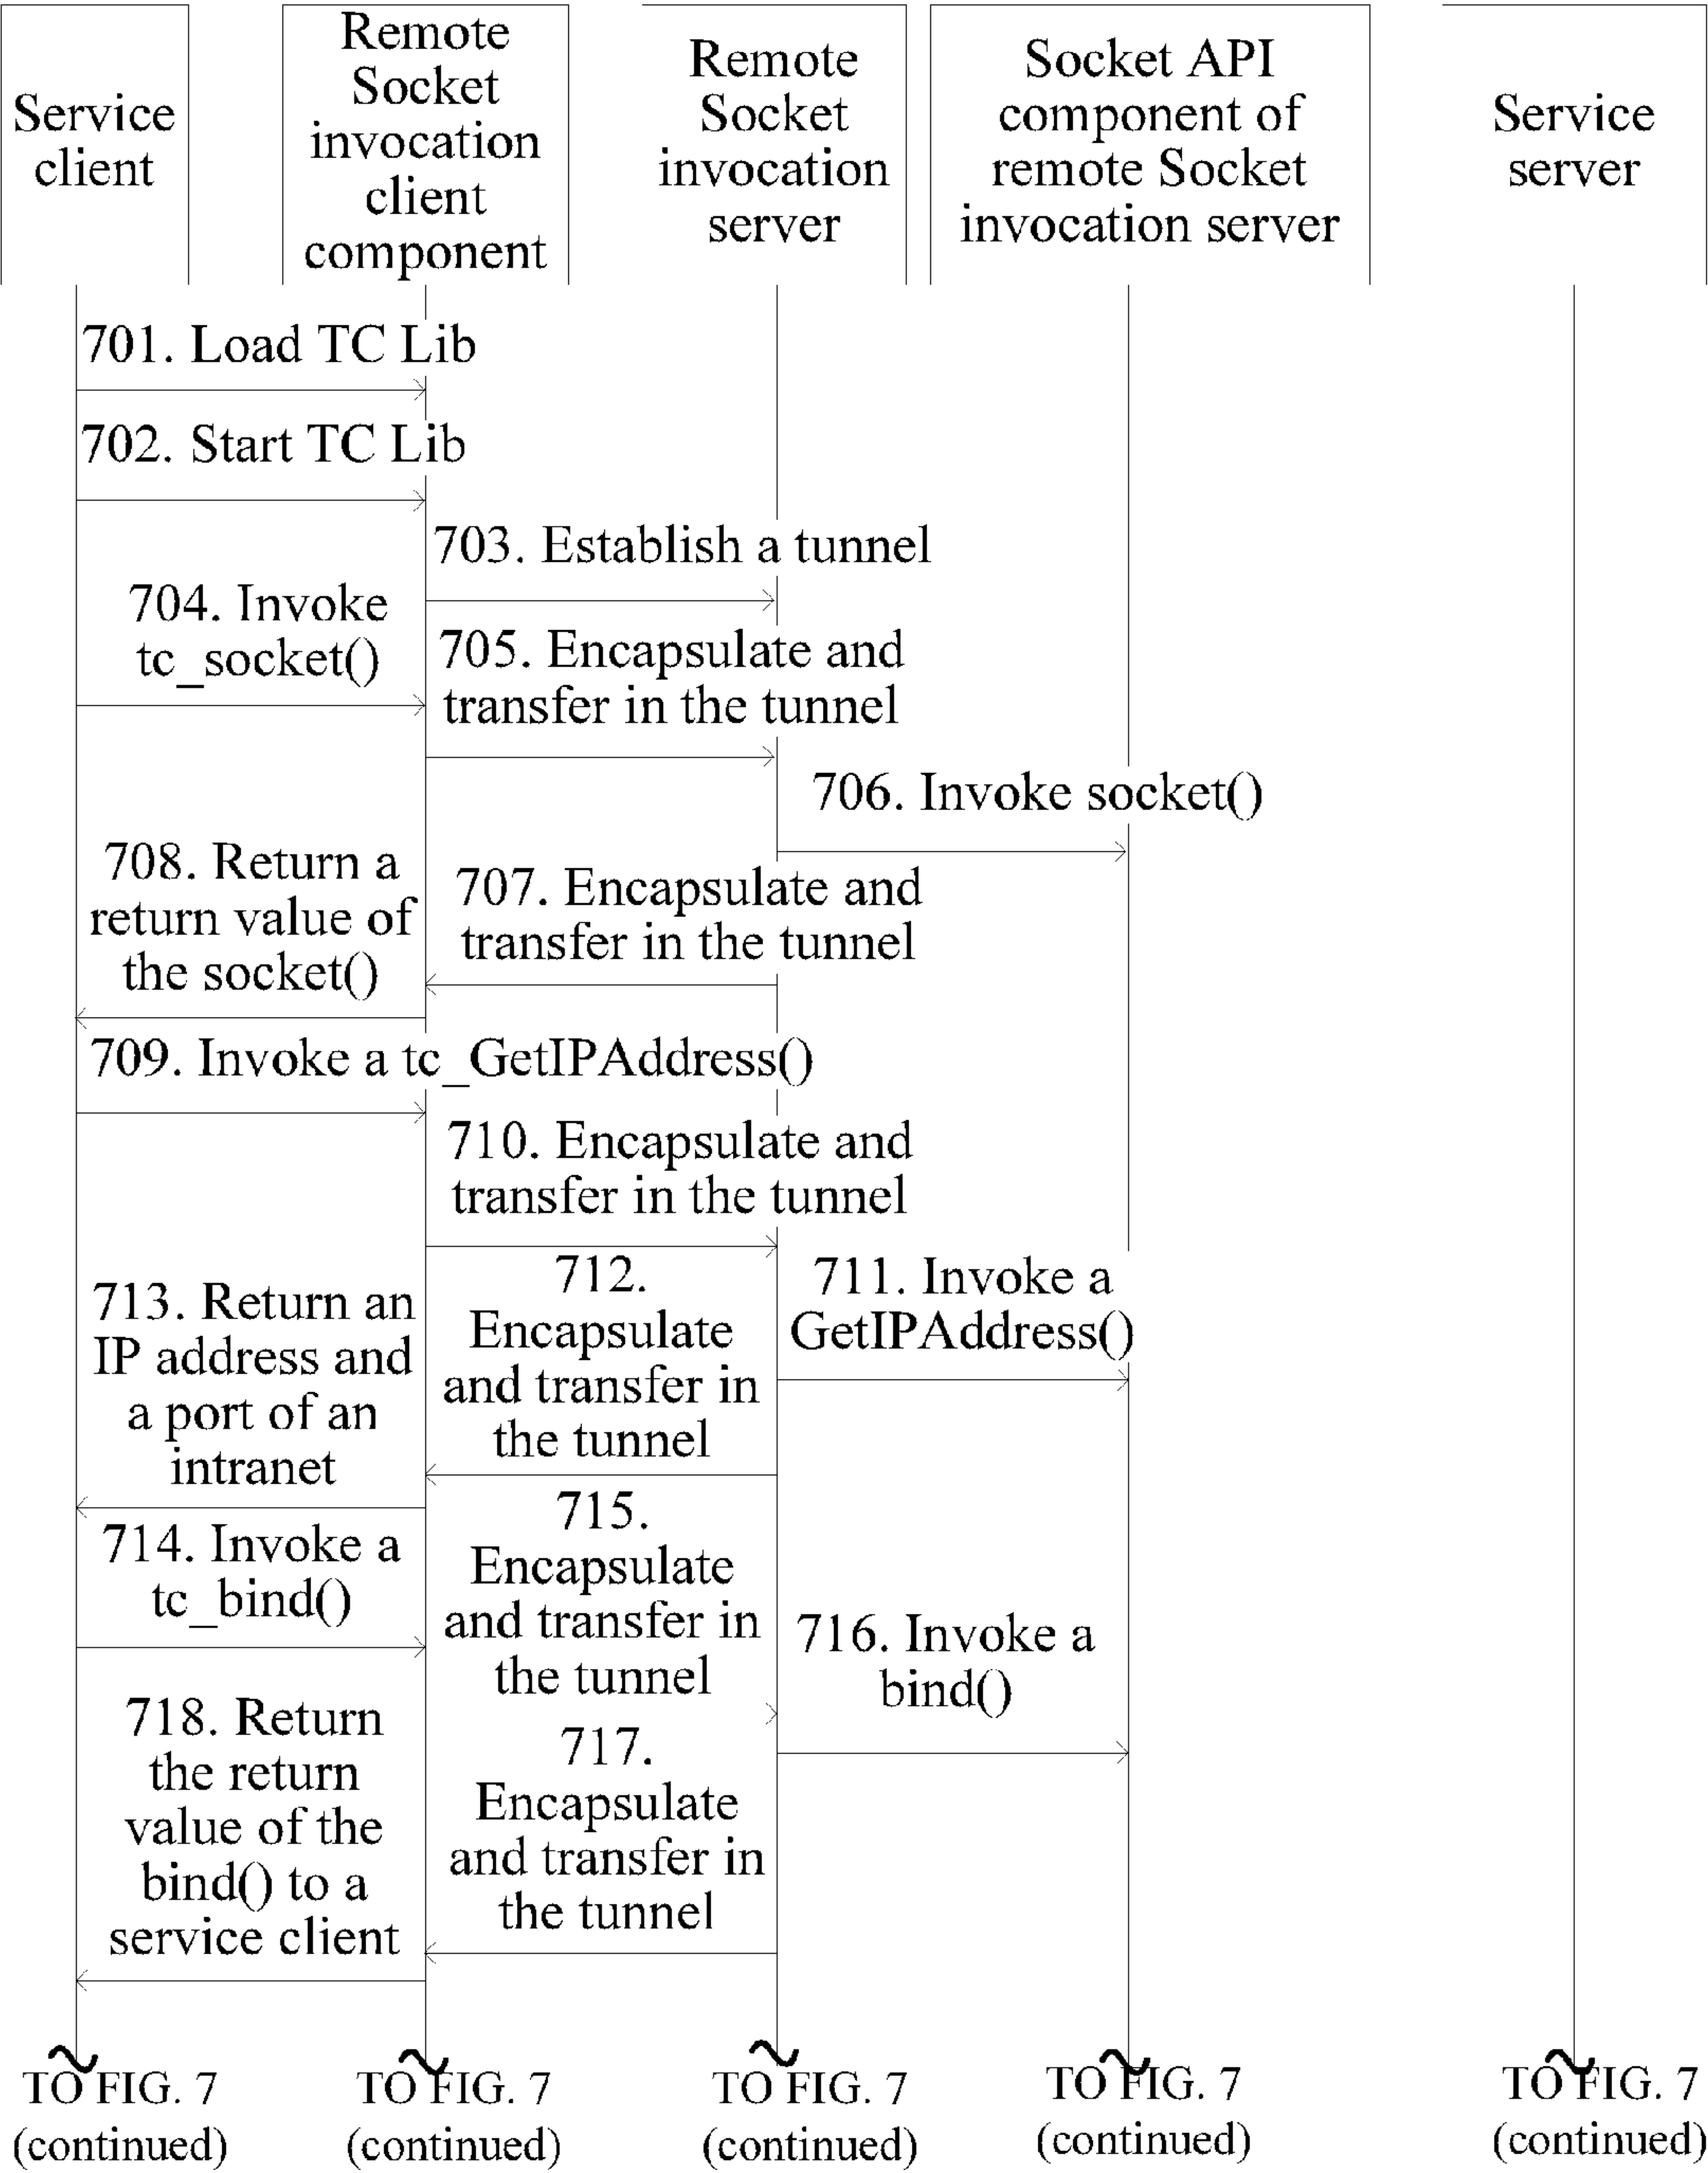 Service
client
Remote
Socket
invocation
client
component
Remote
Socket
invocation
server
Socket API
component of
remote Socket
invocation server
Service
server
701. Load TC Lib
702. Start TC Lib
703. Establish a tunnel
704. Invoke
tc_socket()
705. Encapsulate and
transfer in the tunnel
706. Invoke socket()
708. Return a
return value of
the socket()
707. Encapsulate and
transfer in the tunnel
709. Invoke a tc_GetIPAddress()
710. Encapsulate and
transfer in the tunnel
711. Invoke a
GetIPAddress()
712.
Encapsulate
and transfer in
the tunnel
713. Return an
IP address and
a port of an
intranet
714. Invoke a
tc_bind()
715.
Encapsulate
and transfer in
the tunnel
716. Invoke a
bind()
718. Return
the return
value of the
bind() to a
service client
717.
Encapsulate
and transfer in
the tunnel
TO FIG. 7
(continued)
TO FIG. 7
(continued)
TO FIG. 7
(continued)
TO FIG. 7
(continued)
TO FIG. 7
(continued)